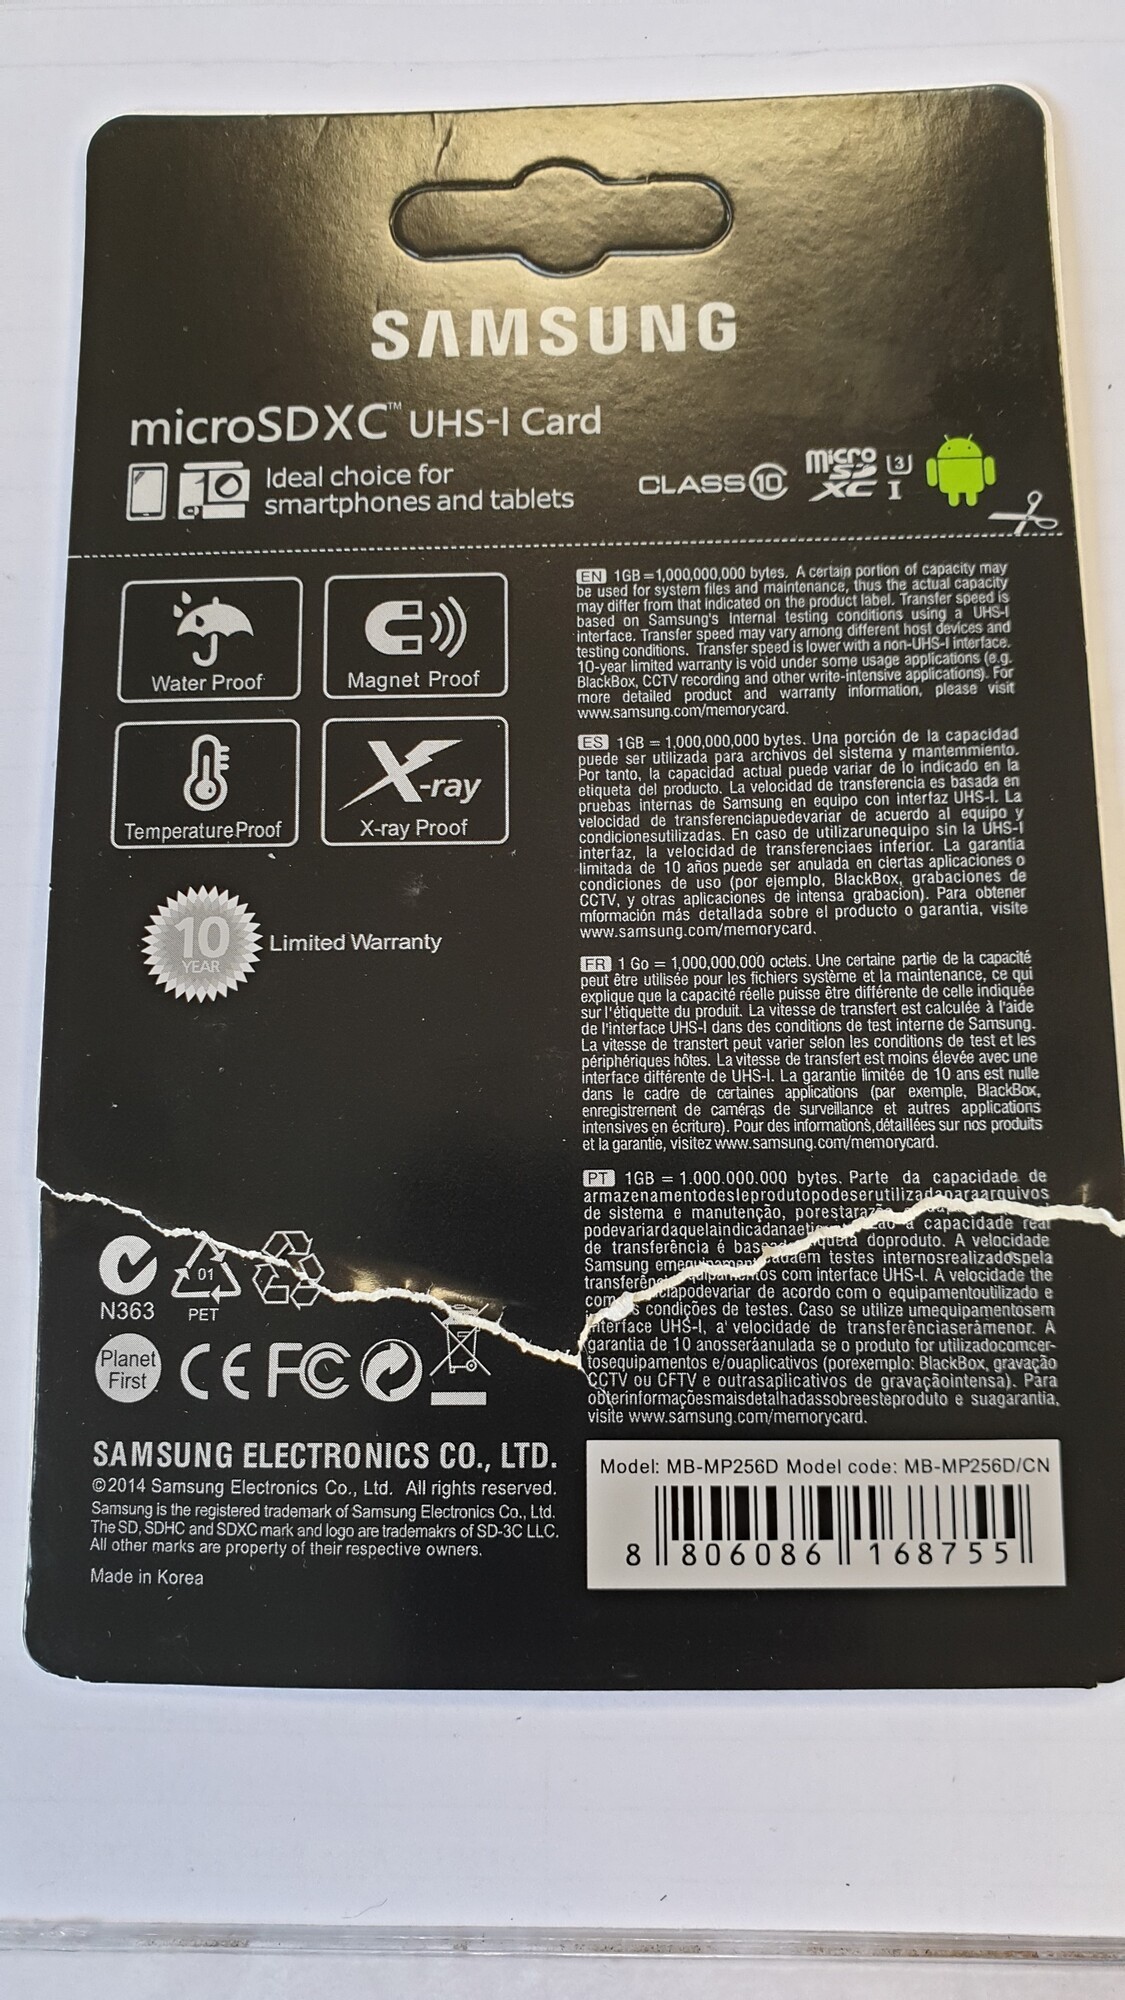 SAMSUNG
microSDXC™ UHS-I Card
Ideal choice for
smartphones and tablets
CLASS 10
micro SD XC I 3
EN 1GB =1,000,000,000 bytes. A certain portion of capacity may
be used for system files and maintenance, thus the actual capacity
may differ from that indicated on the product label. Transfer speed is
based on Samsung's Internal testing conditions using a UHS-I
interface. Transfer speed may vary among different host devices and
testing conditions. Transfer speed is lower with a non-UHS-I interface.
10-year limited warranty is void under some usage applications (e.g.
BlackBox, CCTV recording and other write-intensive applications). For
more detailed product and warranty information, please visit
www.samsung.com/memorycard.
Water Proof
Magnet Proof
Temperature Proof
X-ray
X-ray Proof
10
YEAR
Limited Warranty
ES 1GB = 1,000,000,000 bytes. Una porción de la capacidad
puede ser utilizada para archivos del sistema y mantemmiento.
Por tanto, la capacidad actual puede variar de lo indicado en la
etiqueta del producto. La velocidad de transferencia es basada en
pruebas internas de Samsung en equipo con interfaz UHS-I. La
velocidad de transferenciapuedevariar de acuerdo al equipo y
condicionesutilizadas. En caso de utilizarunequipo sin la UHS-I
interfaz, la velocidad de transferenciaes inferior. La garantia
limitada de 10 años puede ser anulada en ciertas aplicaciones o
condiciones de uso (por ejemplo, BlackBox, grabaciones de
CCTV, y otras aplicaciones de intensa grabación). Para obtener
mformación más detallada sobre el producto o garantia, visite
www.samsung.com/memorycard.
FR 1 Go = 1,000,000,000 octets. Une certaine partie de la capacité
peut être utilisée pour les fichiers système et la maintenance, ce qui
explique que la capacité réelle puisse être différente de celle indiquée
sur l'étiquette du produit. La vitesse de transfert est calculée à l'aide
de l'interface UHS-I dans des conditions de test interne de Samsung.
La vitesse de transtert peut varier selon les conditions de test et les
périphériques hôtes. La vitesse de transfert est moins élevée avec une
interface différente de UHS-I. La garantie limitée de 10 ans est nulle
dans le cadre de certaines applications (par exemple, BlackBox,
enregistrernent de caméras de surveillance et autres applications
intensives en écriture). Pour des informations,détaillées sur nos produits
et la garantie, visitez www.samsung.com/memorycard.
PT 1GB = 1.000.000.000 bytes. Parte da capacidade de
armazenamentodesleprodutopodeserutilizadaparaarquivos
de sistema e manutenção,
a capacidade real
de transferência é doproduto. A velocidade
Samsung testes internosrealizadospela
com interface UHS-I. A velocidade the
de acordo com o equipamentoutilizado e
condições de testes. Caso se utilize umequipamentosem
interface UHS-I, a' velocidade de transferênciaserámenor. A
garantia de 10 anosseráanulada se o produto for utilizadocomcer-
tosequipamentos e/ouaplicativos (porexemplo: BlackBox, gravação
CCTV ou CFTV e outrasaplicativos de gravaçãointensa). Para
obterinformaçõesmaisdetalhadassobreesteproduto e suagarantia,
visite www.samsung.com/memorycard.
N363
01
PET
Planet
First
CE FC
SAMSUNG ELECTRONICS CO., LTD.
©2014 Samsung Electronics Co., Ltd. All rights reserved.
Samsung is the registered trademark of Samsung Electronics Co., Ltd.
The SD, SDHC and SDXC mark and logo are trademakrs of SD-3C LLC.
All other marks are property of their respective owners.
Made in Korea
Model: MB-MP256D Model code: MB-MP256D/CN
8 806086 168755